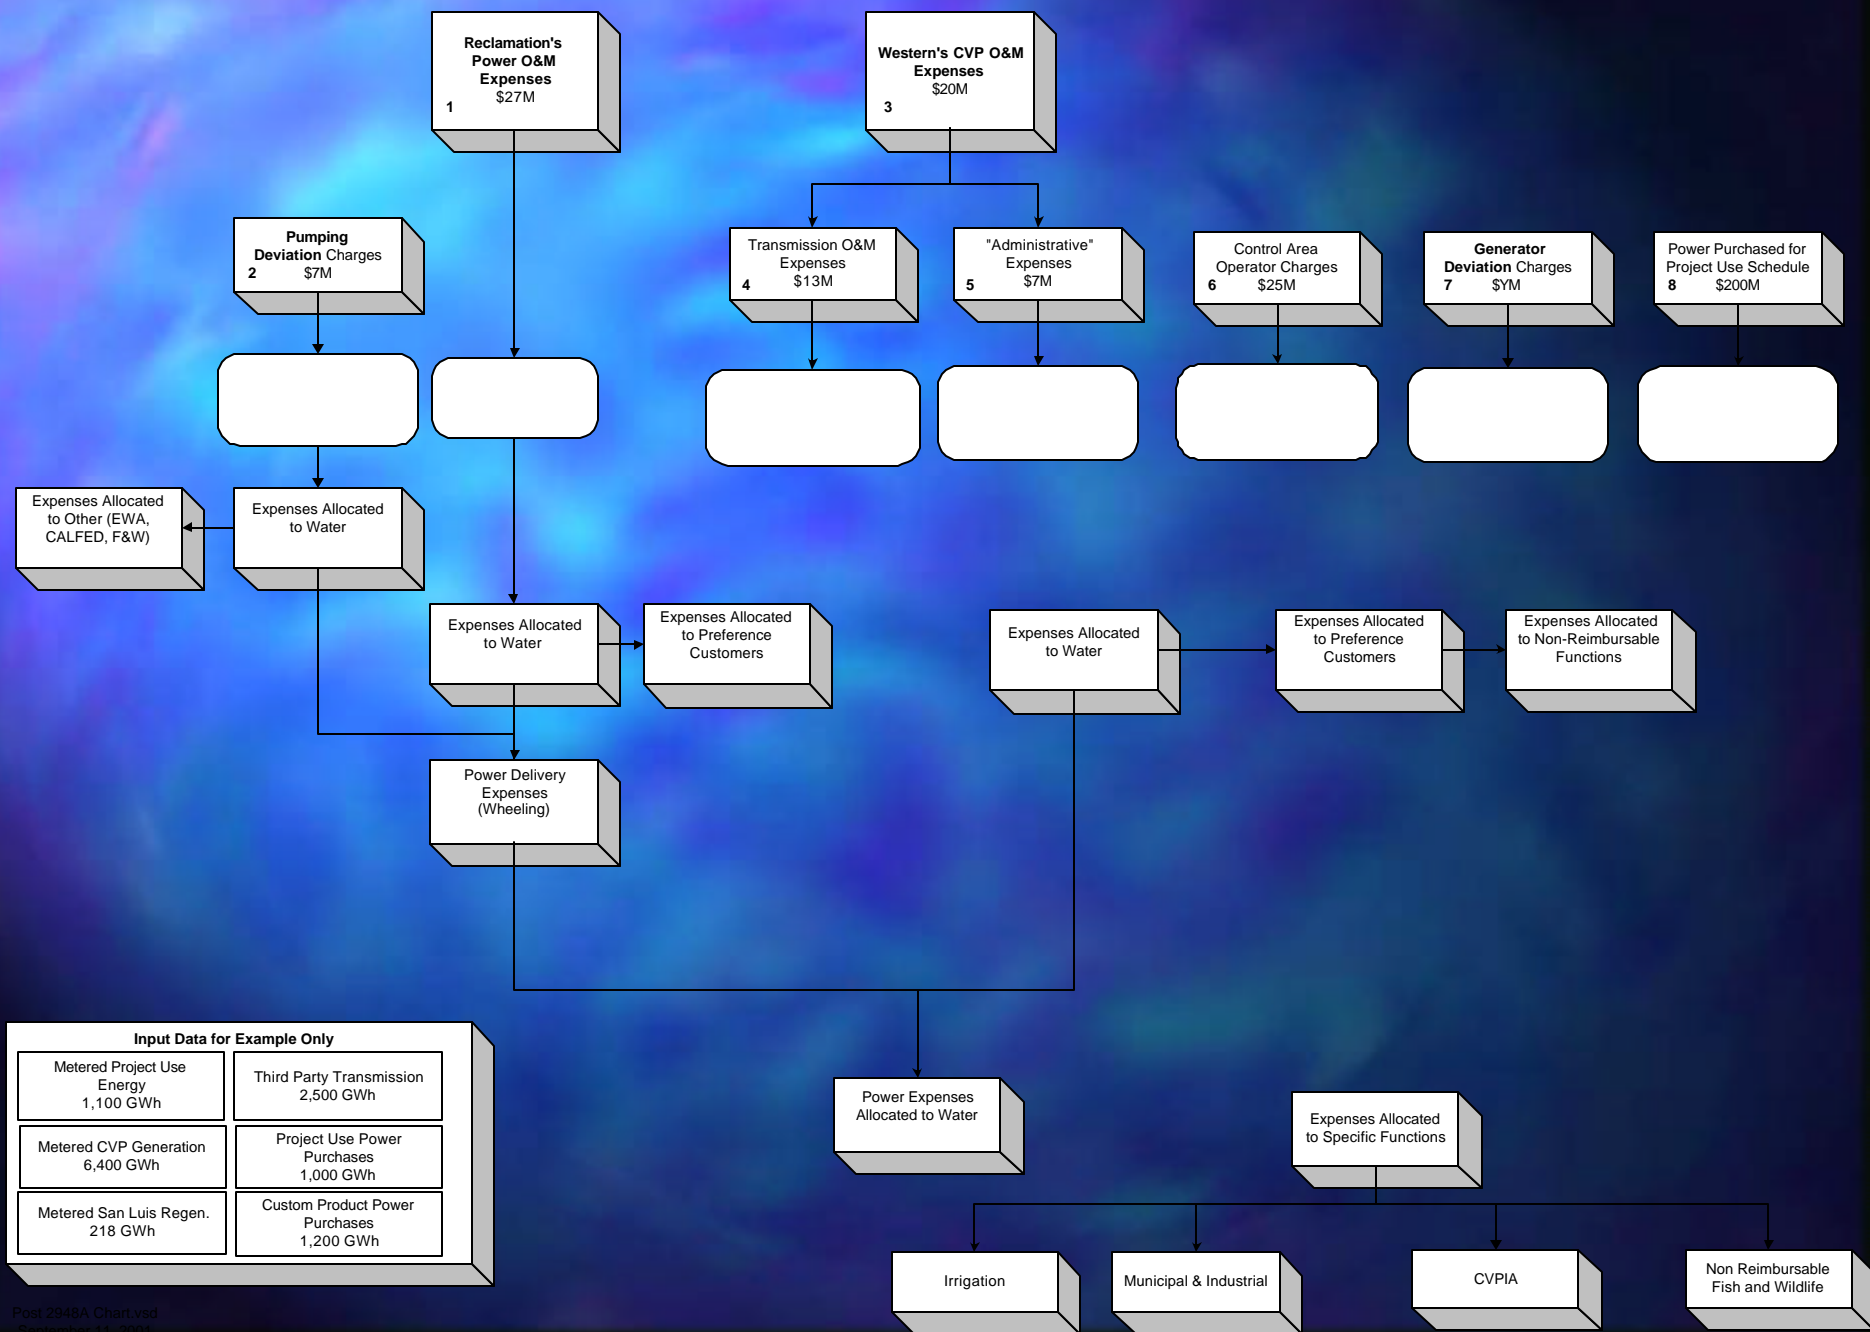 Reclamation's
Power O&M
Expenses
$27M
1
Western's CVP O&M
Expenses
$20M
3
Pumping
Deviation Charges
2 $7M
Transmission O&M
Expenses
4 $13M
"Administrative"
Expenses
5 $7M
Control Area
Operator Charges
6 $25M
Generator
Deviation Charges
7 $YM
Power Purchased for
Project Use Schedule
8 $200M
Expenses Allocated
to Other (EWA,
CALFED, F&W)
Expenses Allocated
to Water
Expenses Allocated
to Water
Expenses Allocated
to Preference
Customers
Expenses Allocated
to Water
Expenses Allocated
to Preference
Customers
Expenses Allocated
to Non-Reimbursable
Functions
Power Delivery
Expenses
(Wheeling)
Input Data for Example Only
Metered Project Use
Energy
1,100 GWh
Third Party Transmission
2,500 GWh
Metered CVP Generation
6,400 GWh
Project Use Power
Purchases
1,000 GWh
Metered San Luis Regen.
218 GWh
Custom Product Power
Purchases
1,200 GWh
Power Expenses
Allocated to Water
Expenses Allocated
to Specific Functions
Irrigation
Municipal & Industrial
CVPIA
Non Reimbursable
Fish and Wildlife
Post 2948A Chart.vsd
September 11, 2001